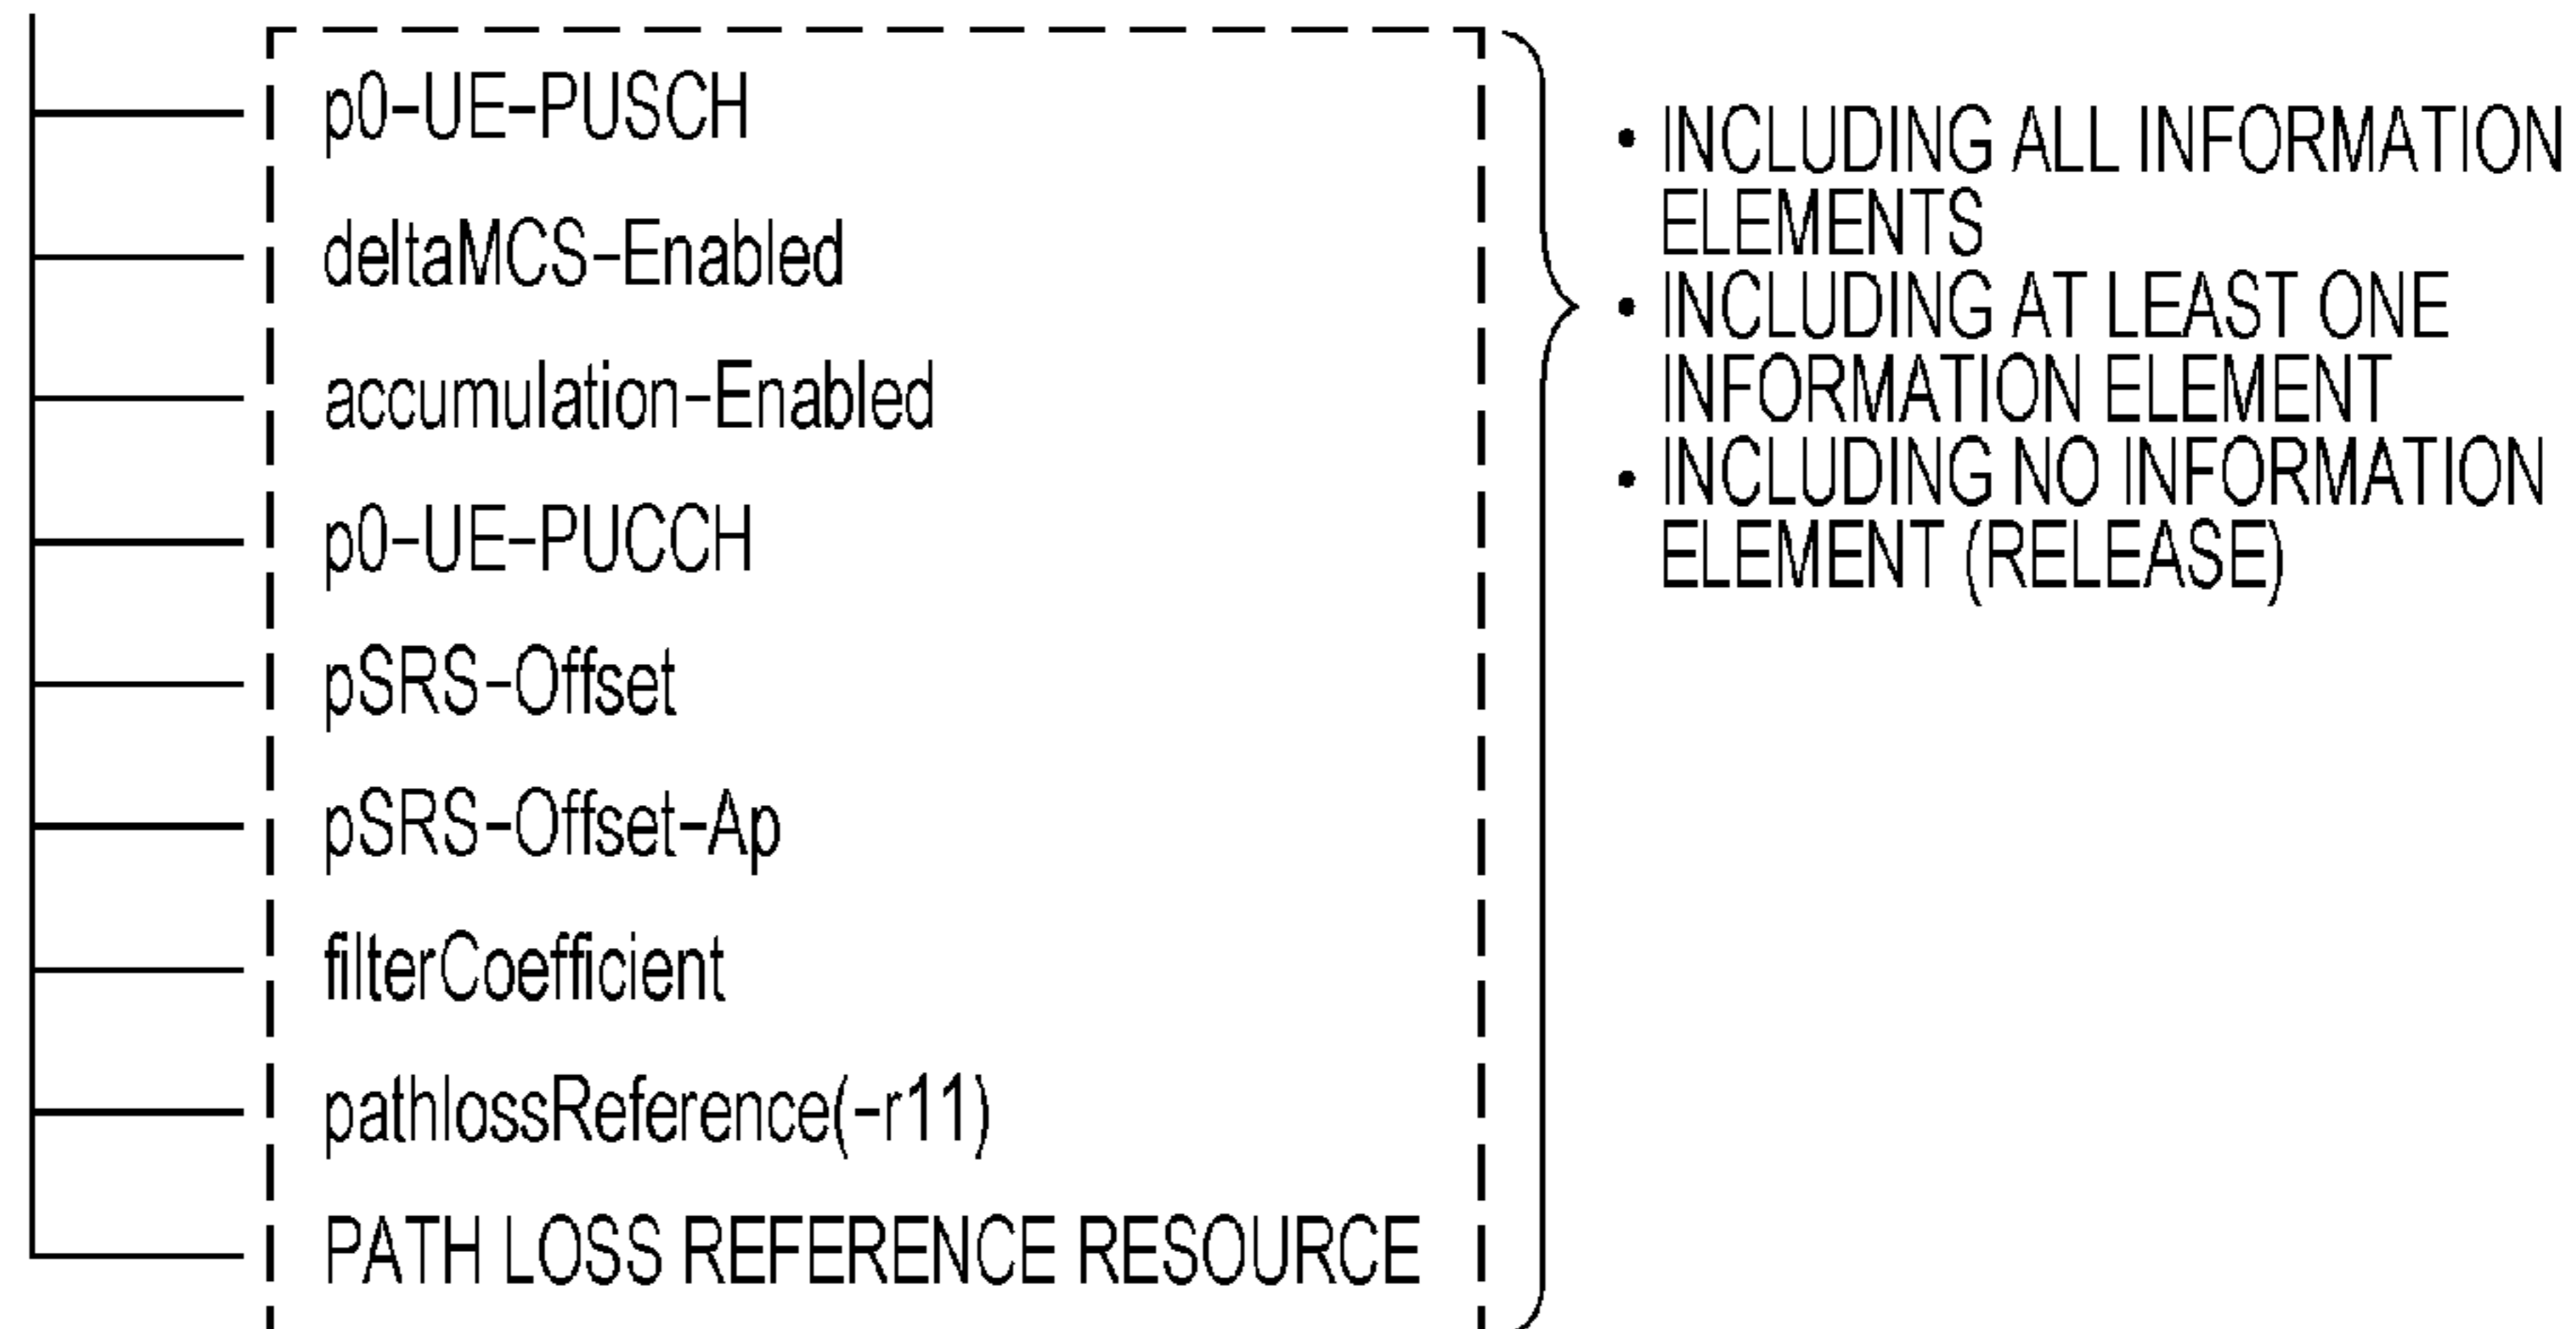 p0-UE-PUSCH
deltaMCS-Enabled
accumulation-Enabled
p0-UE-PUCCH
pSRS-Offset
pSRS-Offset-Ap
filterCoefficient
pathlossReference(-r11)
PATH LOSS REFERENCE RESOURCE
• INCLUDING ALL INFORMATION
ELEMENTS
• INCLUDING AT LEAST ONE
INFORMATION ELEMENT
• INCLUDING NO INFORMATION
ELEMENT (RELEASE)